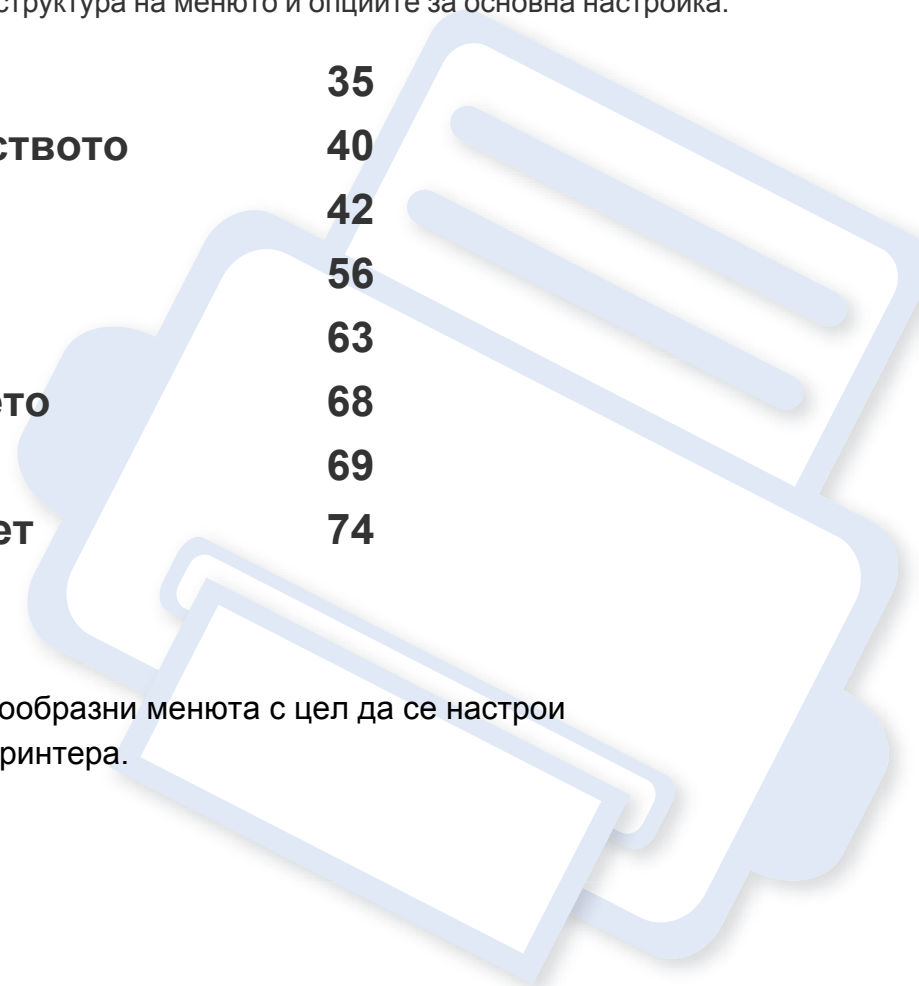 структура на менюто и опциите за основна настройка.
35
ството 40
42
56
63
ето 68
69
ет 74
ообразни менюта с цел да се настрои
ринтера.